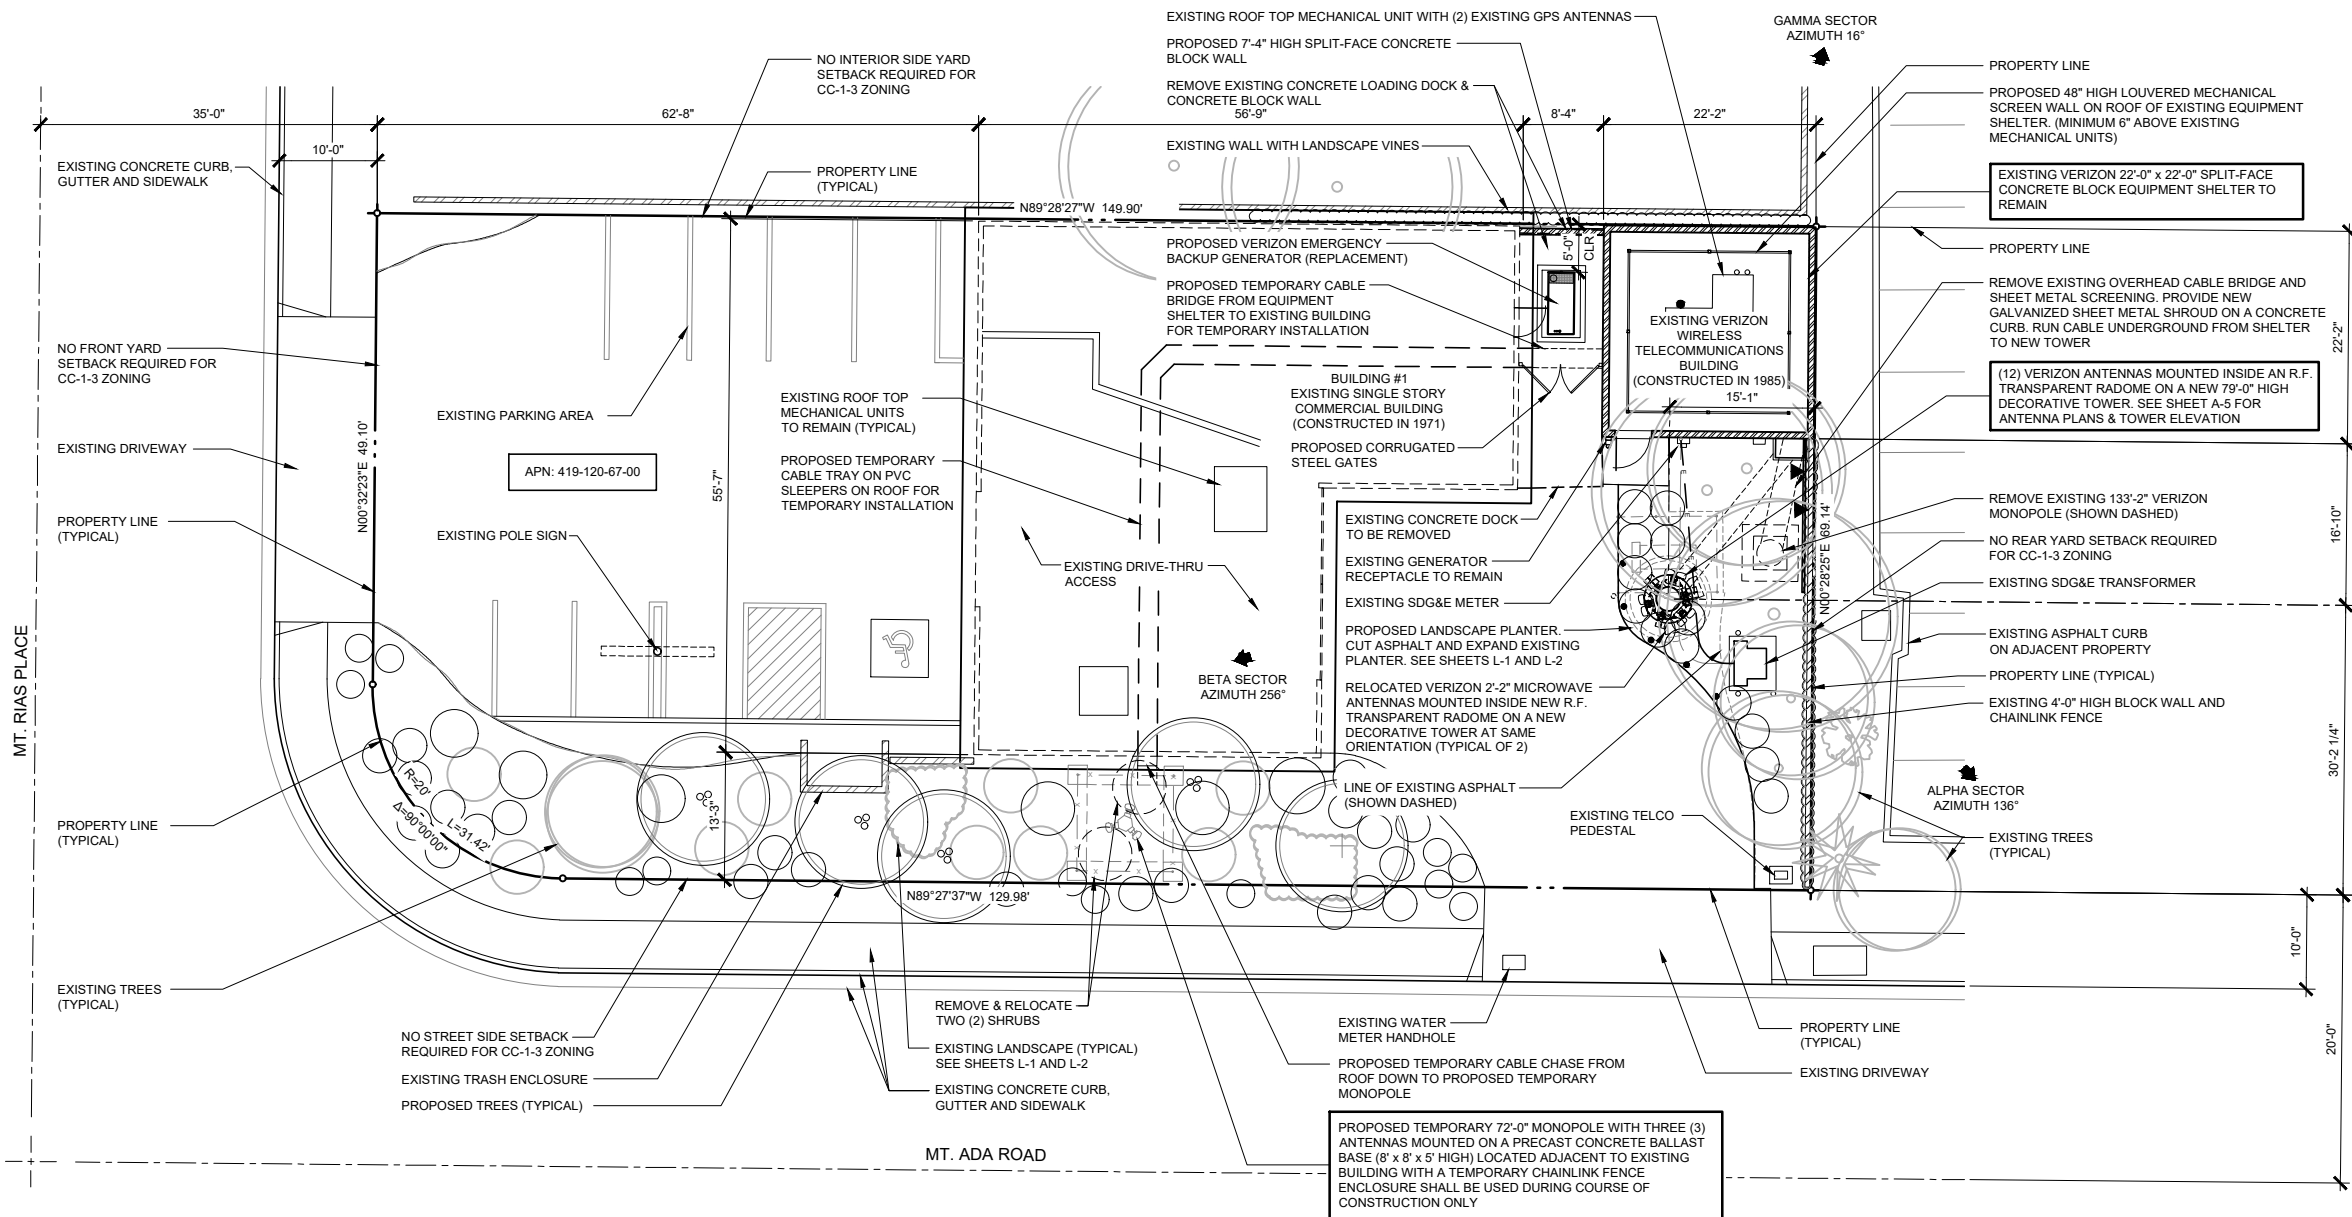 EXISTING ROOF TOP MECHANICAL UNIT WITH (2) EXISTING GPS ANTENNAS
PROPOSED 7'-4" HIGH SPLIT-FACE CONCRETE
BLOCK WALL
REMOVE EXISTING CONCRETE LOADING DOCK &
CONCRETE BLOCK WALL
GAMMA SECTOR
AZIMUTH 16°
NO INTERIOR SIDE YARD
SETBACK REQUIRED FOR
CC-1-3 ZONING
PROPERTY LINE
PROPOSED 48" HIGH LOUVERED MECHANICAL
SCREEN WALL ON ROOF OF EXISTING EQUIPMENT
SHELTER. (MINIMUM 6" ABOVE EXISTING
MECHANICAL UNITS)
35'-0"
62'-8"
56'-9"
8'-4"
22'-2"
10'-0"
EXISTING CONCRETE CURB,
GUTTER AND SIDEWALK
PROPERTY LINE
(TYPICAL)
EXISTING WALL WITH LANDSCAPE VINES
EXISTING VERIZON 22'-0" x 22'-0" SPLIT-FACE
CONCRETE BLOCK EQUIPMENT SHELTER TO
REMAIN
N89°28'27"W 149.90'
PROPOSED VERIZON EMERGENCY
BACKUP GENERATOR (REPLACEMENT)
5'-0"
CLR
PROPERTY LINE
PROPOSED TEMPORARY CABLE
BRIDGE FROM EQUIPMENT
SHELTER TO EXISTING BUILDING
FOR TEMPORARY INSTALLATION
REMOVE EXISTING OVERHEAD CABLE BRIDGE AND
SHEET METAL SCREENING. PROVIDE NEW
GALVANIZED SHEET METAL SHROUD ON A CONCRETE
CURB. RUN CABLE UNDERGROUND FROM SHELTER
TO NEW TOWER
22'-2"
EXISTING VERIZON
WIRELESS
TELECOMMUNICATIONS
BUILDING
(CONSTRUCTED IN 1985)
15'-1"
NO FRONT YARD
SETBACK REQUIRED FOR
CC-1-3 ZONING
(12) VERIZON ANTENNAS MOUNTED INSIDE AN R.F.
TRANSPARENT RADOME ON A NEW 79'-0" HIGH
DECORATIVE TOWER. SEE SHEET A-5 FOR
ANTENNA PLANS & TOWER ELEVATION
BUILDING #1
EXISTING SINGLE STORY
COMMERCIAL BUILDING
(CONSTRUCTED IN 1971)
EXISTING ROOF TOP
MECHANICAL UNITS
TO REMAIN (TYPICAL)
EXISTING PARKING AREA
N00°32'23"E 49.10'
EXISTING DRIVEWAY
PROPOSED CORRUGATED
STEEL GATES
APN: 419-120-67-00
55'-7"
PROPOSED TEMPORARY
CABLE TRAY ON PVC
SLEEPERS ON ROOF FOR
TEMPORARY INSTALLATION
REMOVE EXISTING 133'-2" VERIZON
MONOPOLE (SHOWN DASHED)
16'-10"
PROPERTY LINE
(TYPICAL)
EXISTING POLE SIGN
EXISTING CONCRETE DOCK
TO BE REMOVED
N00°28'25"E 69.14'
NO REAR YARD SETBACK REQUIRED
FOR CC-1-3 ZONING
EXISTING DRIVE-THRU
ACCESS
EXISTING GENERATOR
RECEPTACLE TO REMAIN
EXISTING SDG&E TRANSFORMER
EXISTING SDG&E METER
PROPOSED LANDSCAPE PLANTER.
CUT ASPHALT AND EXPAND EXISTING
PLANTER. SEE SHEETS L-1 AND L-2
EXISTING ASPHALT CURB
ON ADJACENT PROPERTY
MT. RIAS PLACE
BETA SECTOR
AZIMUTH 256°
PROPERTY LINE (TYPICAL)
RELOCATED VERIZON 2'-2" MICROWAVE
ANTENNAS MOUNTED INSIDE NEW R.F.
TRANSPARENT RADOME ON A NEW
DECORATIVE TOWER AT SAME
ORIENTATION (TYPICAL OF 2)
EXISTING 4'-0" HIGH BLOCK WALL AND
CHAINLINK FENCE
30'-2 1/4"
R=20'
Δ=90°00'00"
L=31.42'
13'-3"
LINE OF EXISTING ASPHALT
(SHOWN DASHED)
ALPHA SECTOR
AZIMUTH 136°
PROPERTY LINE
(TYPICAL)
EXISTING TELCO
PEDESTAL
EXISTING TREES
(TYPICAL)
N89°27'37"W 129.98'
10'-0"
EXISTING TREES
(TYPICAL)
REMOVE & RELOCATE
TWO (2) SHRUBS
EXISTING WATER
METER HANDHOLE
PROPERTY LINE
(TYPICAL)
20'-0"
NO STREET SIDE SETBACK
REQUIRED FOR CC-1-3 ZONING
EXISTING LANDSCAPE (TYPICAL)
SEE SHEETS L-1 AND L-2
PROPOSED TEMPORARY CABLE CHASE FROM
ROOF DOWN TO PROPOSED TEMPORARY
MONOPOLE
EXISTING DRIVEWAY
EXISTING TRASH ENCLOSURE
EXISTING CONCRETE CURB,
GUTTER AND SIDEWALK
PROPOSED TREES (TYPICAL)
MT. ADA ROAD
PROPOSED TEMPORARY 72'-0" MONOPOLE WITH THREE (3)
ANTENNAS MOUNTED ON A PRECAST CONCRETE BALLAST
BASE (8' x 8' x 5' HIGH) LOCATED ADJACENT TO EXISTING
BUILDING WITH A TEMPORARY CHAINLINK FENCE
ENCLOSURE SHALL BE USED DURING COURSE OF
CONSTRUCTION ONLY